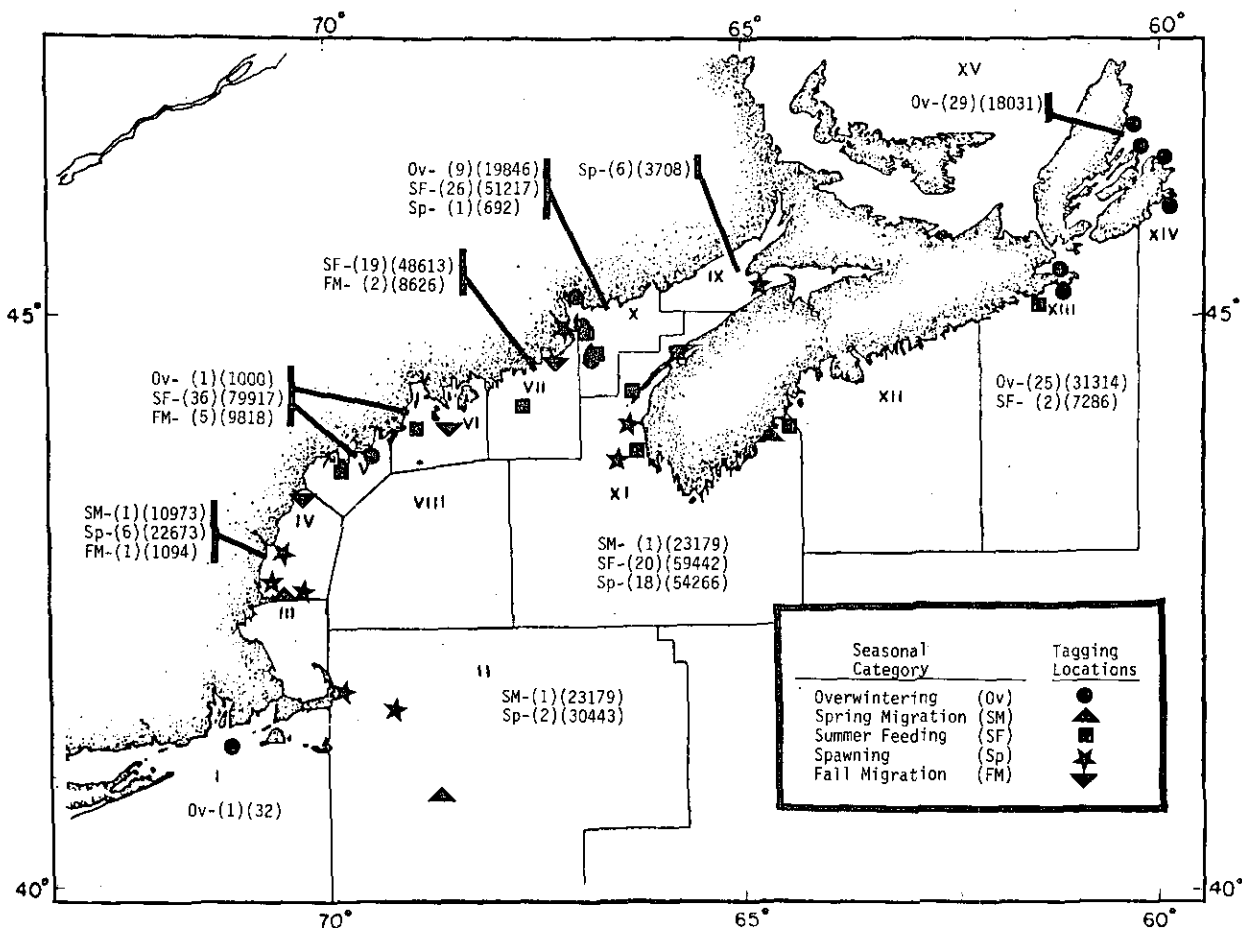 70° 65° 60°
XV
Ov-(29)(18031)
Ov- (9)(19846)
SF-(26)(51217)
Sp- (1)(692)
Sp-(6)(3708)
XIV
IX
SF-(19)(48613)
FM- (2)(8626)
X
XIII
45° 45°
VII
XII
Ov- (1)(1000)
SF-(36)(79917)
FM- (5)(9818)
Ov-(25)(31314)
SF- (2)(7286)
VI
V
XI
SM-(1)(10973)
Sp-(6)(22673)
FM-(1)(1094)
IV
VIII
SM- (1)(23179)
SF-(20)(59442)
Sp-(18)(54266)
III
II
SM-(1)(23179)
Sp-(2)(30443)
Seasonal Tagging
Category Locations
Overwintering (Ov)
Spring Migration (SM)
Summer Feeding (SF)
Spawning (Sp)
Fall Migration (FM)
I
Ov-(1)(32)
40° 40°
70° 65° 60°